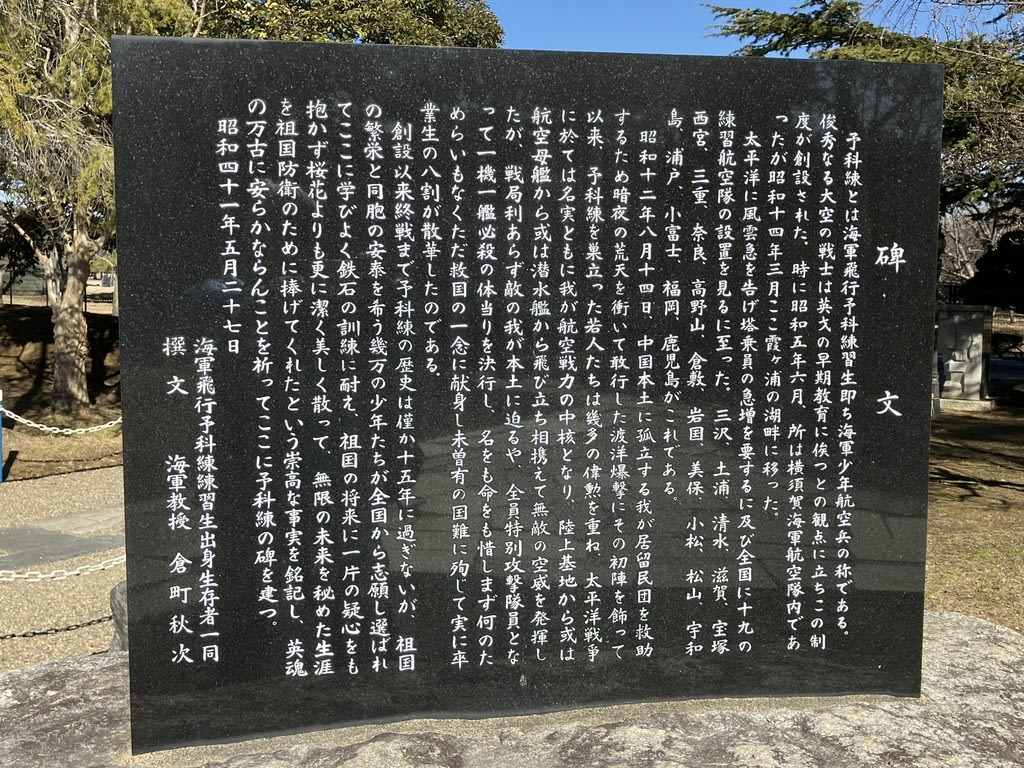 碑文
予科練とは海軍飛行予科練習生即ち海軍少年航空兵の称である。
俊秀なる大空の戦士は英才の早期教育に俟つとの観点に立ちこの制
度が創設された。時に昭和五年六月、所は横須賀海軍航空隊内であ
ったが昭和十四年三月ここ霞ヶ浦の湖畔に移った。
太平洋に風雲急を告げ搭乗員の急増を要するに及び全国に十九の
練習航空隊の設置を見るに至った。三沢、土浦、清水、滋賀、宝塚
西宮、三重、奈良、高野山、倉敷、岩国、美保、小松、松山、宇和
島、浦戸、小富士、福岡、鹿児島がこれである。
昭和十二年八月十四日、中国本土に孤立する我が居留民団を救助
するため暗夜の荒天を衝いて敢行した渡洋爆撃にその初陣を飾って
以来、予科練を巣立った若人たちは幾多の偉勲を重ね、太平洋戦争
に於ては名実ともに我が航空戦力の中核となり、陸上基地から或は
航空母艦から或は潜水艦から飛び立ち相携えて無敵の空威を発揮し
たが、戦局利あらず敵の我が本土に迫るや、全員特別攻撃隊員とな
って一機一艦必殺の体当りを決行し、名をも命をも惜しまず何のた
めらいもなくただ救国の一念に献身し未曽有の国難に殉じて実に卒
業生の八割が散華したのである。
創設以来終戦まで予科練の歴史は僅か十五年に過ぎないが、祖国
の繁栄と同胞の安泰を希う幾万の少年たちが全国から志願し選ばれ
てここに学びよく鉄石の訓練に耐え、祖国の将来に一片の疑心をも
抱かず桜花よりも更に潔く美しく散って、無限の未来を秘めた生涯
を祖国防衛のために捧げてくれたという崇高な事実を銘記し、英魂
の万古に安らかならんことを祈って、ここに予科練の碑を建つ。
昭和四十一年五月二十七日
海軍飛行予科練練習生出身生存者一同
撰文 海軍教授 倉町秋次